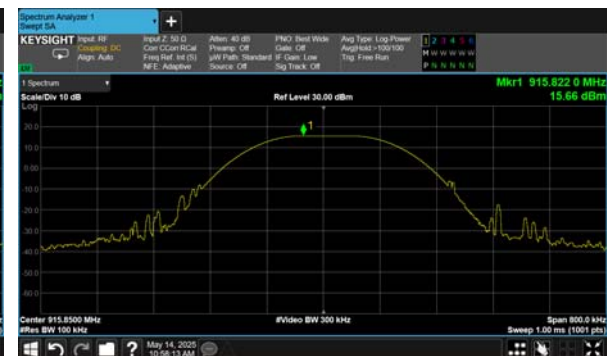 Spectrum Analyzer 1
Swept SA
+
KEYSIGHT Input: RF Input Z: 50 Ω Atten: 40 dB PNO: Best Wide Avg Type: Log-Power 1 2 3 4 5 6
Coupling: DC Corr CCorr RCal Preamp: Off Gate: Off Avg|Hold:>100/100 M W W W W W
Align: Auto Freq Ref: Int (S) µW Path: Standard IF Gain: Low Trig: Free Run
NFE: Adaptive Source: Off Sig Track: Off P N N N N N
1 Spectrum Mkr1 915.822 0 MHz
Scale/Div 10 dB Ref Level 30.00 dBm 15.66 dBm
Log
20.0
1
10.0
0.00
-10.0
-20.0
-30.0
-40.0
-50.0
-60.0
Center 915.8500 MHz #Video BW 300 kHz Span 800.0 kHz
#Res BW 100 kHz Sweep 1.00 ms (1001 pts)
? May 14, 2025
10:58:13 AM